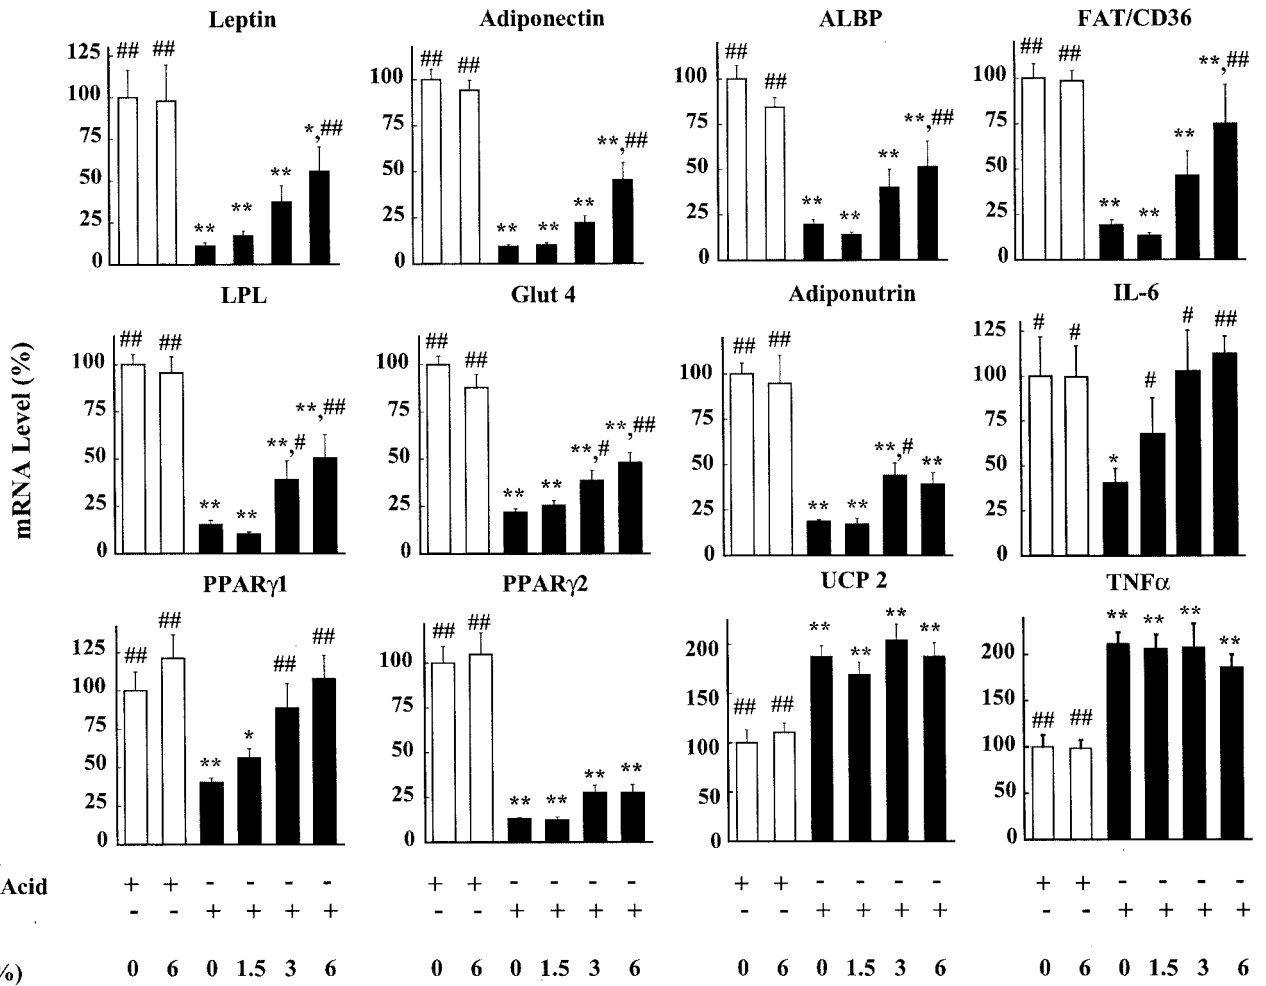 Leptin Adiponectin ALBP FAT/CD36
125 100 75 50 25 0 ## ## ** ** ** *,##
100 75 50 25 0 ## ## ** ** ** **,##
100 75 50 25 0 ## ## ** ** ** **,##
100 75 50 25 0 ## ## ** ** ** **,##
mRNA Level (%)
LPL Glut 4 Adiponutrin IL-6
100 75 50 25 0 ## ## ** ** **,# **,##
100 75 50 25 0 ## ## ** ** **,# **,##
100 75 50 25 0 ## ## ** ** **,# **
125 100 75 50 25 0 # # * # # ##
PPARγ1 PPARγ2 UCP 2 TNFα
125 100 75 50 25 0 ## ## ** * ## ##
100 75 50 25 0 ## ## ** ** ** **
200 150 100 50 0 ## ## ** ** ** **
200 150 100 50 0 ## ## ** ** ** **
Acid + + - - - - + + - - - - + + - - - - + + - - - -
- - + + + + - - + + + + - - + + + + - - + + + +
%) 0 6 0 1.5 3 6 0 6 0 1.5 3 6 0 6 0 1.5 3 6 0 6 0 1.5 3 6